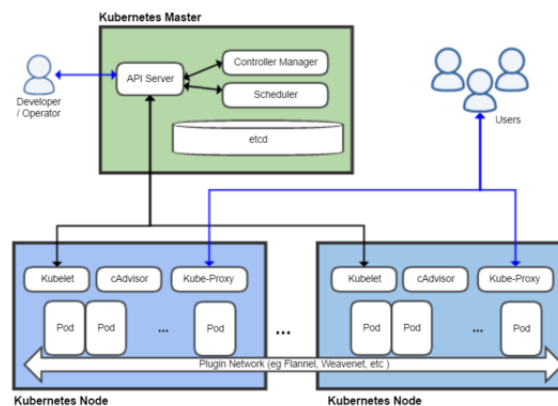 Kubernetes Master
API Server
Controller Manager
Scheduler
etcd
Developer
/ Operator
Users
Kubelet
cAdvisor
Kube-Proxy
Pod
Pod
...
Pod
...
Kubelet
cAdvisor
Kube-Proxy
Pod
Pod
...
Pod
Plugin Network (eg Flannel, Weavenet, etc )
Kubernetes Node
Kubernetes Node